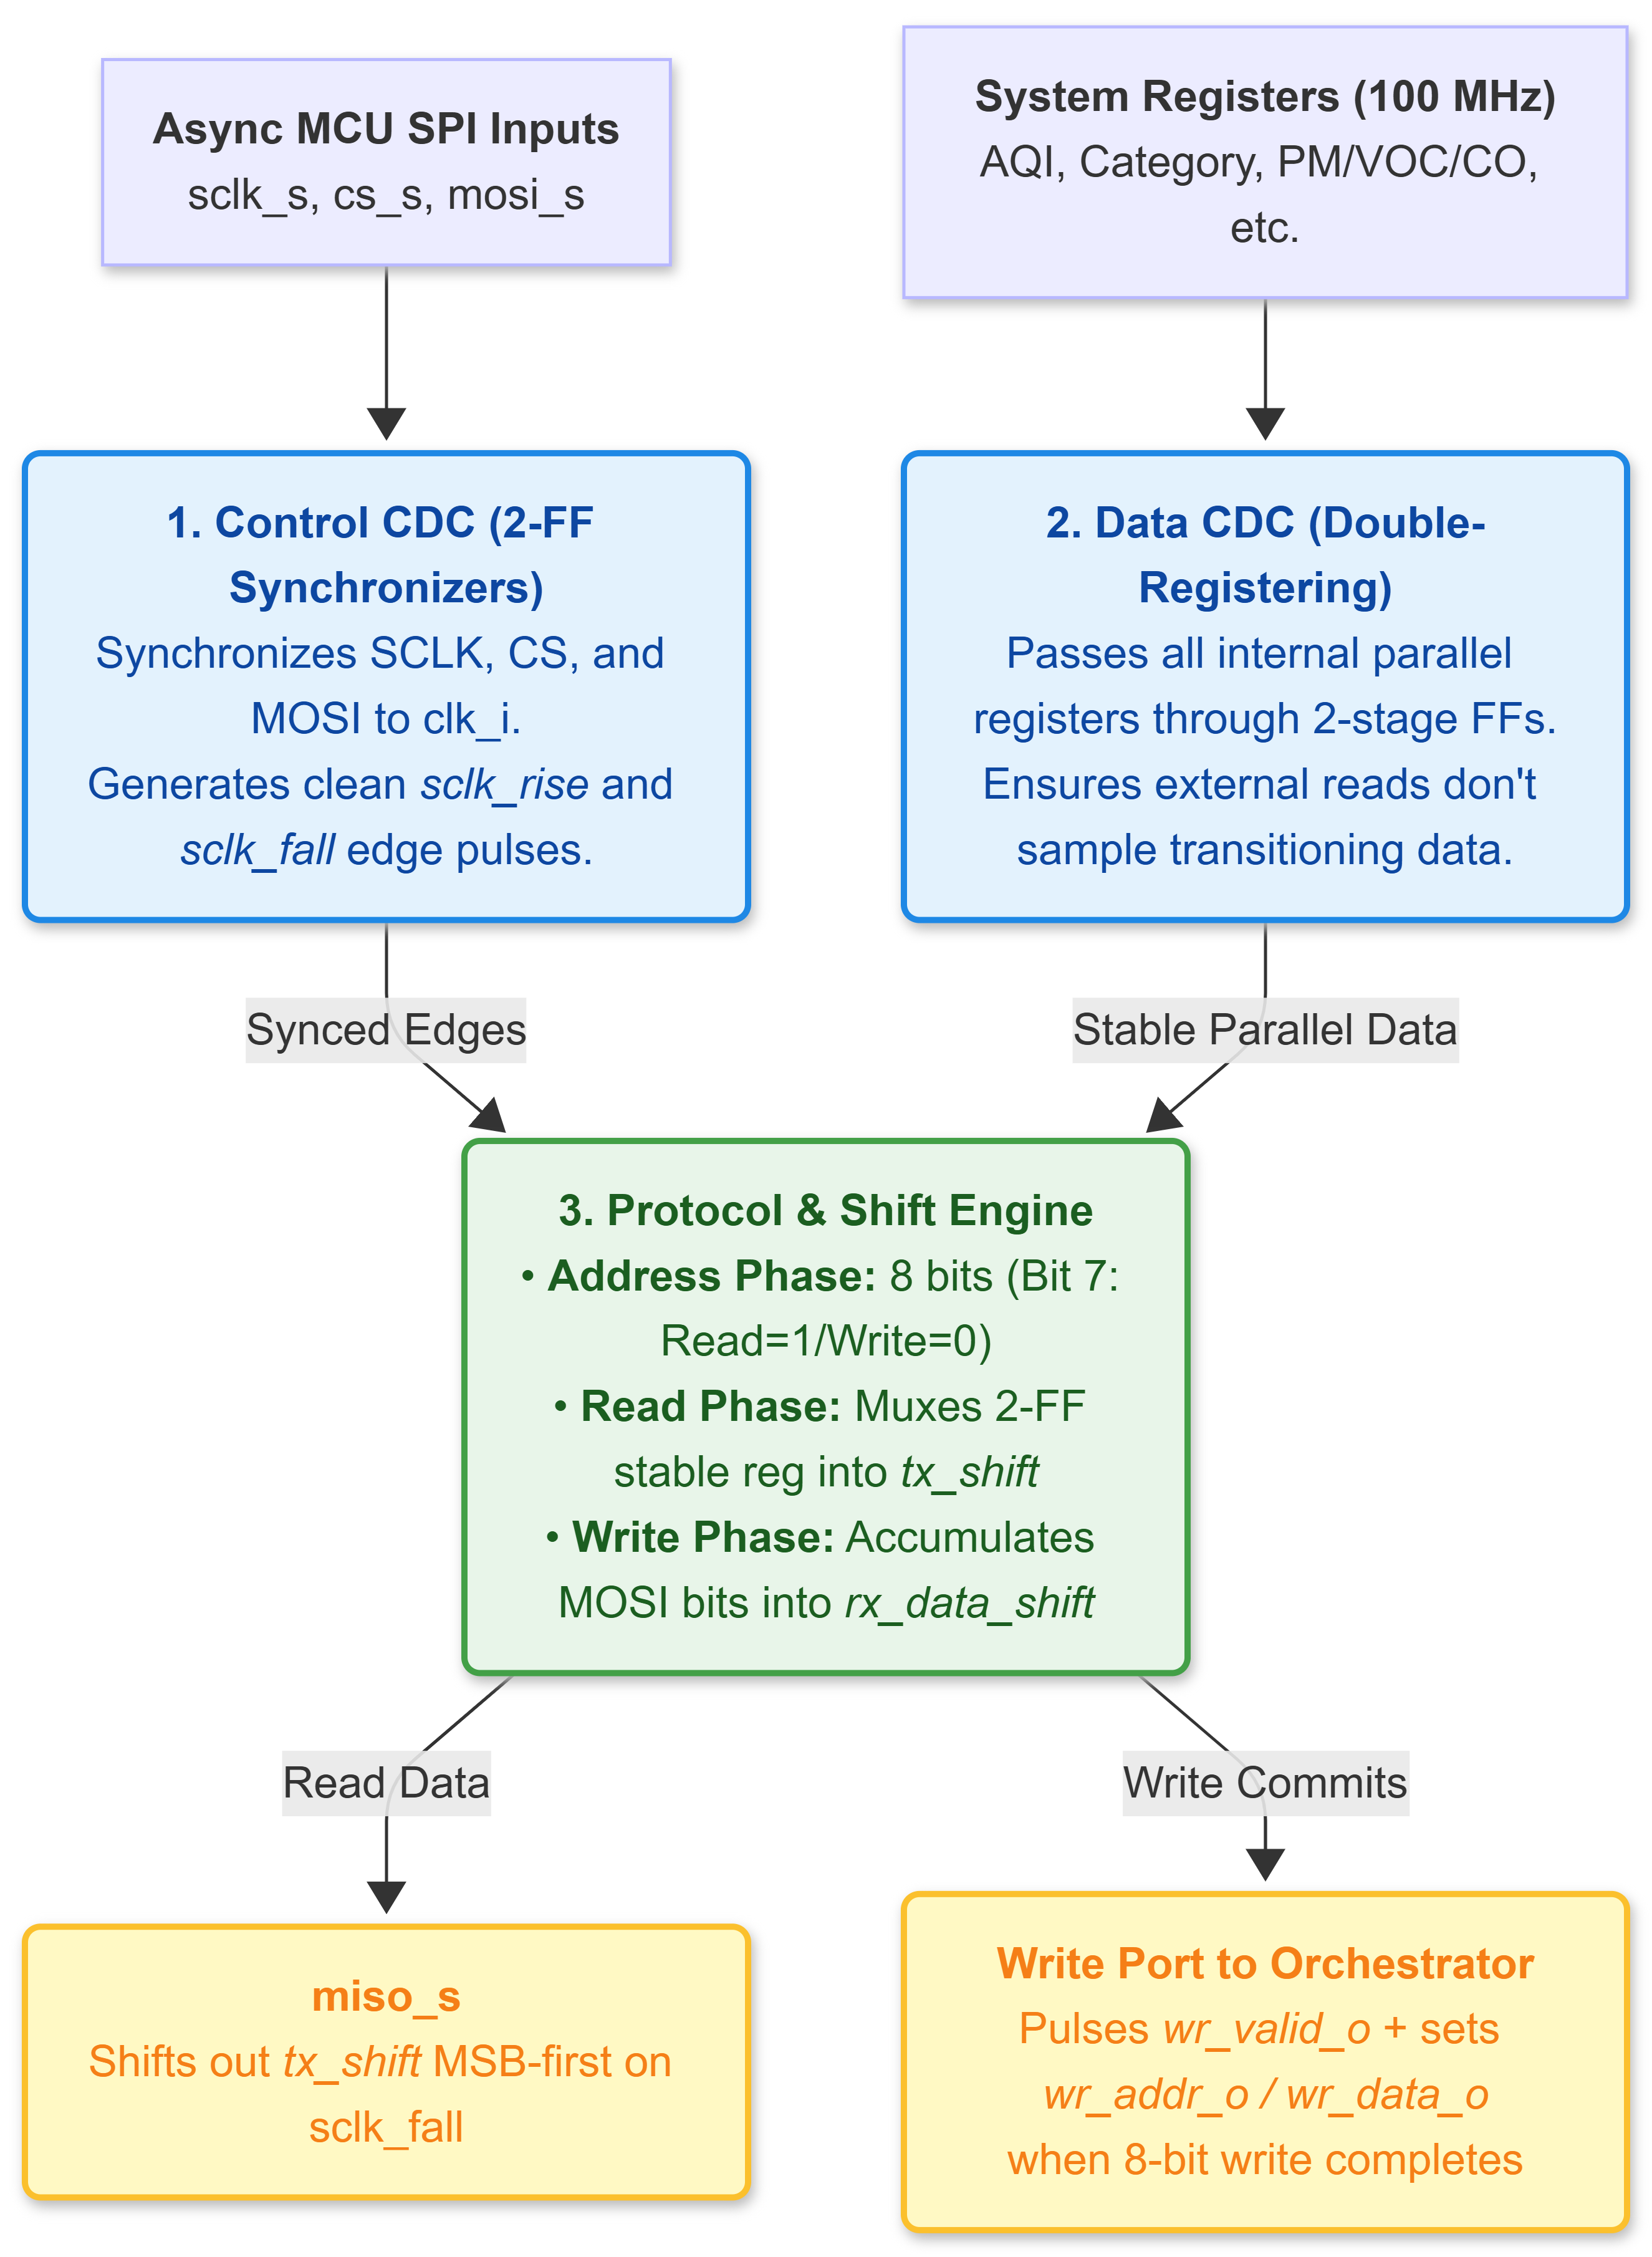 Async MCU SPI Inputs
sclk_s, cs_s, mosi_s
System Registers (100 MHz)
AQI, Category, PM/VOC/CO,
etc.
1. Control CDC (2-FF
Synchronizers)
Synchronizes SCLK, CS, and
MOSI to clk_i.
Generates clean sclk_rise and
sclk_fall edge pulses.
2. Data CDC (Double-
Registering)
Passes all internal parallel
registers through 2-stage FFs.
Ensures external reads don't
sample transitioning data.
Synced Edges
Stable Parallel Data
3. Protocol & Shift Engine
• Address Phase: 8 bits (Bit 7:
Read=1/Write=0)
• Read Phase: Muxes 2-FF
stable reg into tx_shift
• Write Phase: Accumulates
MOSI bits into rx_data_shift
Read Data
Write Commits
miso_s
Shifts out tx_shift MSB-first on
sclk_fall
Write Port to Orchestrator
Pulses wr_valid_o + sets
wr_addr_o / wr_data_o
when 8-bit write completes